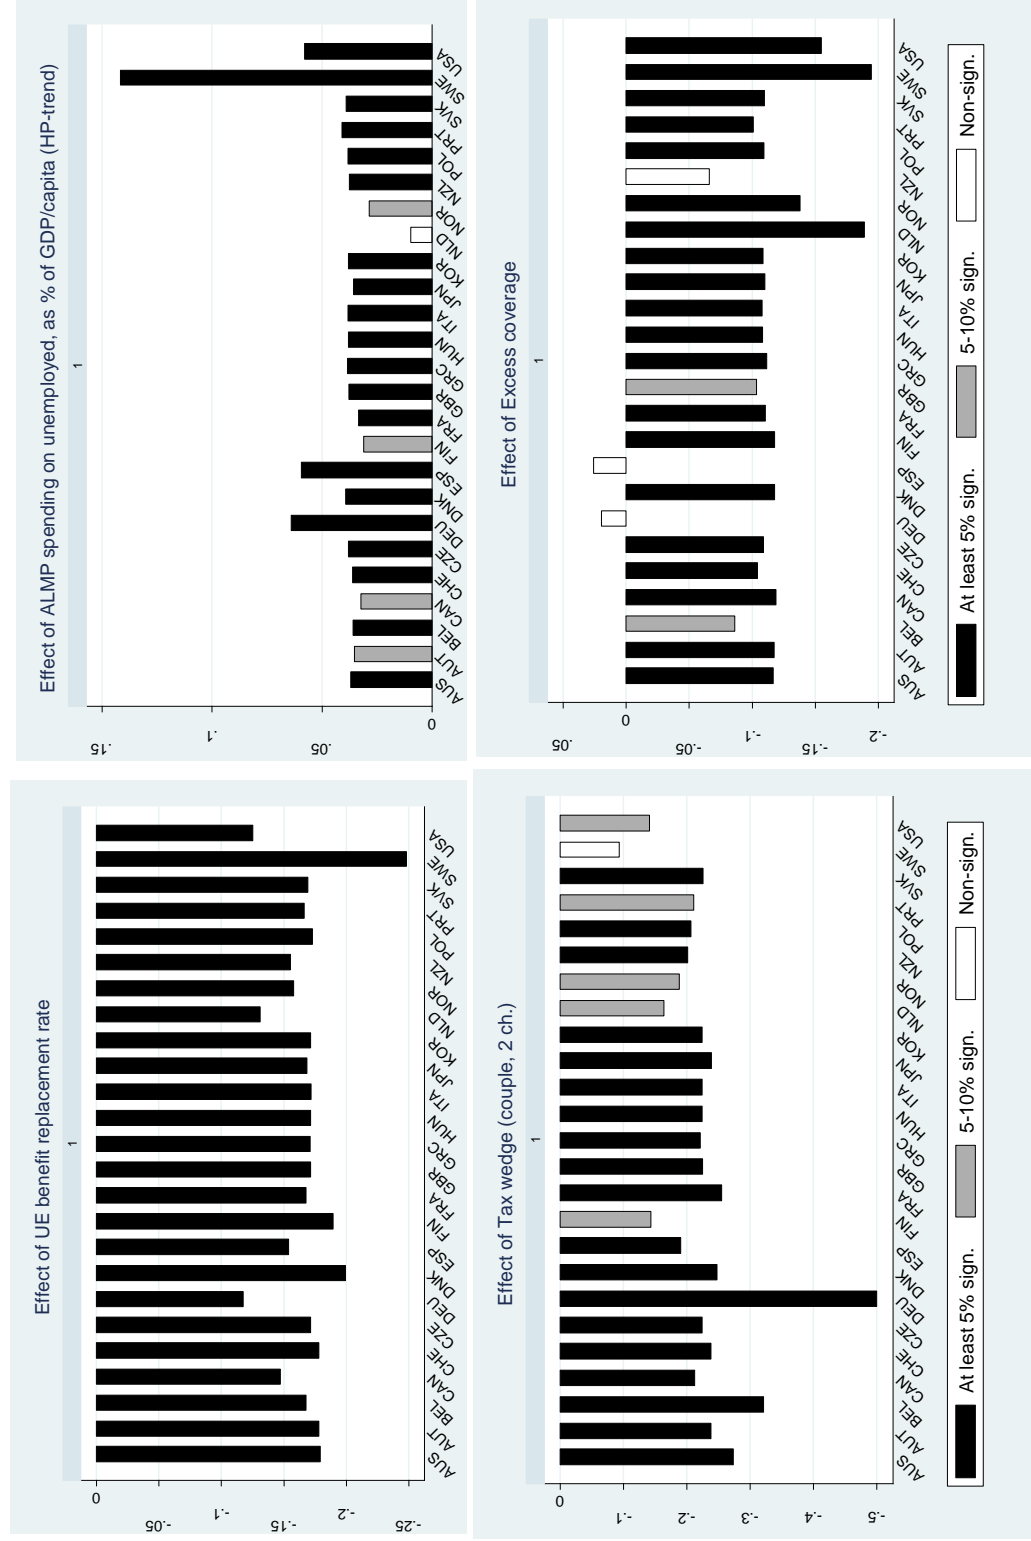 Effect of UE benefit replacement rate
1
0
-.05
-.1
-.15
-.2
-.25
AUS AUT BEL CAN CHE CZE DEU DNK ESP FIN FRA GBR GRC HUN ITA JPN KOR NLD NOR NZL POL PRT SVK SWE USA
Effect of ALMP spending on unemployed, as % of GDP/capita (HP-trend)
1
.15
.1
.05
0
AUS AUT BEL CAN CHE CZE DEU DNK ESP FIN FRA GBR GRC HUN ITA JPN KOR NLD NOR NZL POL PRT SVK SWE USA
Effect of Tax wedge (couple, 2 ch.)
1
0
-.1
-.2
-.3
-.4
-.5
AUS AUT BEL CAN CHE CZE DEU DNK ESP FIN FRA GBR GRC HUN ITA JPN KOR NLD NOR NZL POL PRT SVK SWE USA
At least 5% sign. 5-10% sign. Non-sign.
Effect of Excess coverage
1
.05
0
-.05
-.1
-.15
-.2
AUS AUT BEL CAN CHE CZE DEU DNK ESP FIN FRA GBR GRC HUN ITA JPN KOR NLD NOR NZL POL PRT SVK SWE USA
At least 5% sign. 5-10% sign. Non-sign.